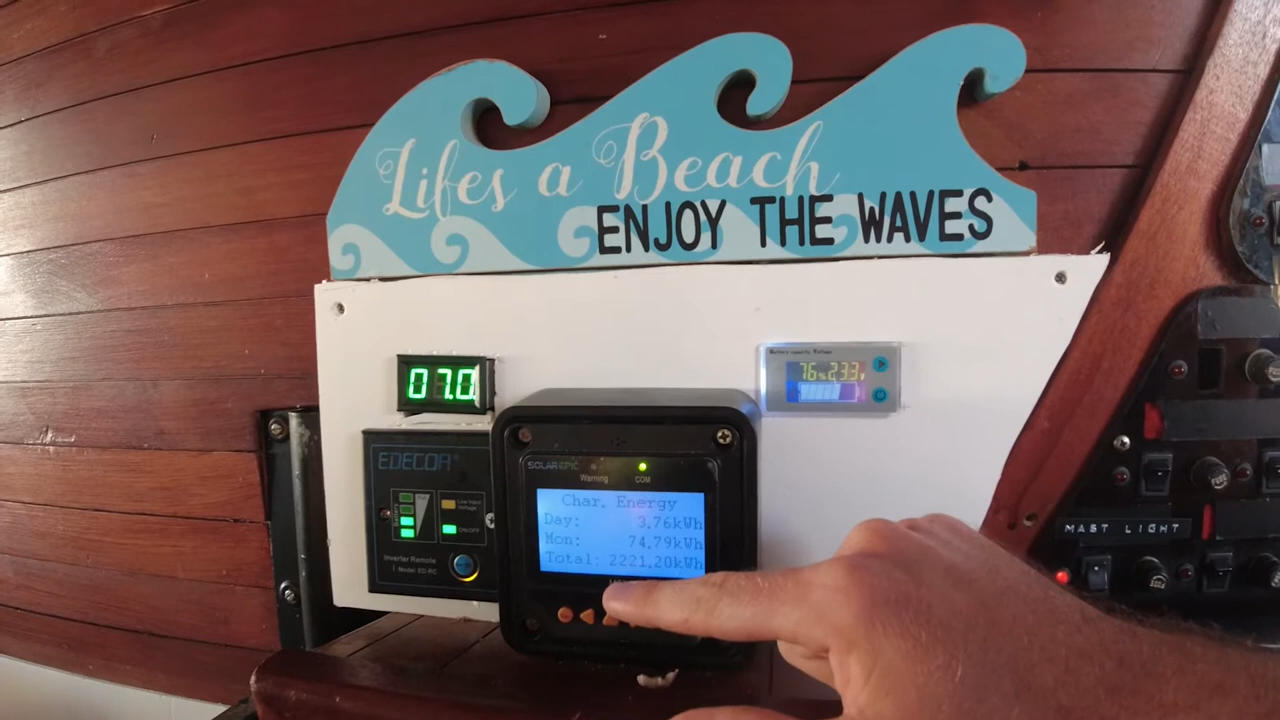 Lifes a Beach
ENJOY THE WAVES
07.0
Battery capacity Voltage
76% 23.3v
EDECOA
Low Input
Voltage
ON/OFF
Inverter Remote
Model: ED-RC
SOLAR EPIC
Warning
COM
Char. Energy
Day: 3.76kWh
Mon: 74.79kWh
Total: 2221.20kWh
MAST LIGHT